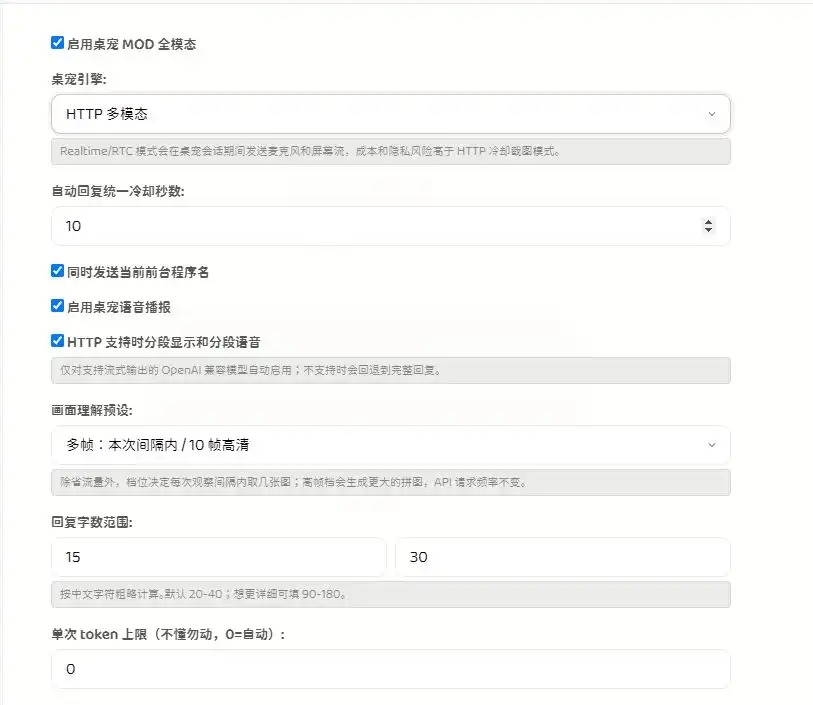 启用桌宠 MOD 全模态
桌宠引擎:
HTTP 多模态
Realtime/RTC 模式会在桌宠会话期间发送麦克风和屏幕流，成本和隐私风险高于 HTTP 冷却截图模式。
自动回复统一冷却秒数:
10
同时发送当前前台程序名
启用桌宠语音播报
HTTP 支持时分段显示和分段语音
仅对支持流式输出的 OpenAI 兼容模型自动启用；不支持时会回退到完整回复。
画面理解预设:
多帧：本次间隔内 / 10 帧高清
除省流量外，档位决定每次观察间隔内取几张图；高帧档会生成更大的拼图，API 请求频率不变。
回复字数范围:
15 30
按中文字符粗略计算。默认 20-40；想更详细可填 90-180。
单次 token 上限（不懂勿动，0=自动）:
0